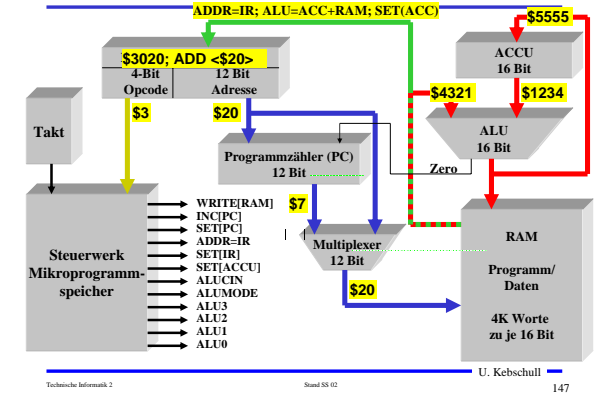 ADDR=IR; ALU=ACC+RAM; SET(ACC)
$5555
ACCU
16 Bit
$3020; ADD <$20>
4-Bit
Opcode
12 Bit
Adresse
$3
$20
$4321
$1234
Takt
ALU
16 Bit
Programmzähler (PC)
12 Bit
Zero
$7
WRITE[RAM]
INC[PC]
SET[PC]
ADDR=IR
SET[IR]
SET[ACCU]
ALUCIN
ALUMODE
ALU3
ALU2
ALU1
ALU0
Steuerwerk
Mikroprogramm-
speicher
Multiplexer
12 Bit
$20
RAM
Programm/
Daten
4K Worte
zu je 16 Bit
U. Kebschull
Technische Informatik 2
Stand SS 02
147